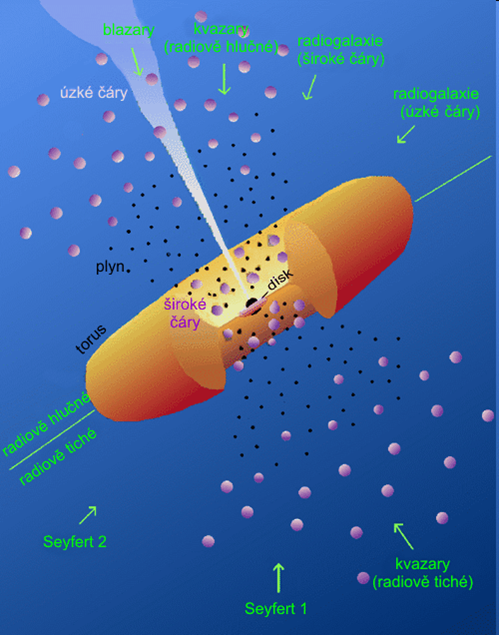 blazary
kvazary
(radiově hlučné)
radiogalaxie
(široké čáry)
úzké čáry
radiogalaxie
(úzké čáry)
plyn
disk
široké
čáry
torus
radiově hlučné
radiově tiché
Seyfert 2
kvazary
(radiově tiché)
Seyfert 1